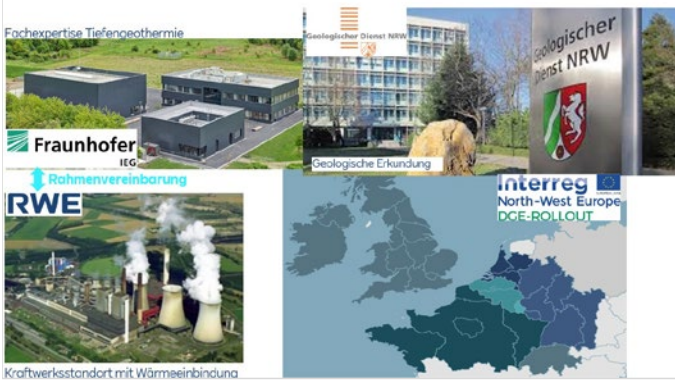 Fachexpertise Tiefengeothermie
Fraunhofer
IEG
Rahmenvereinbarung
RWE
Kraftwerksstandort mit Wärmeeinbindung
Geologischer Dienst NRW
Geologischer
Dienst NRW
Geologische Erkundung
Interreg
North-West Europe
DGE-ROLLOUT